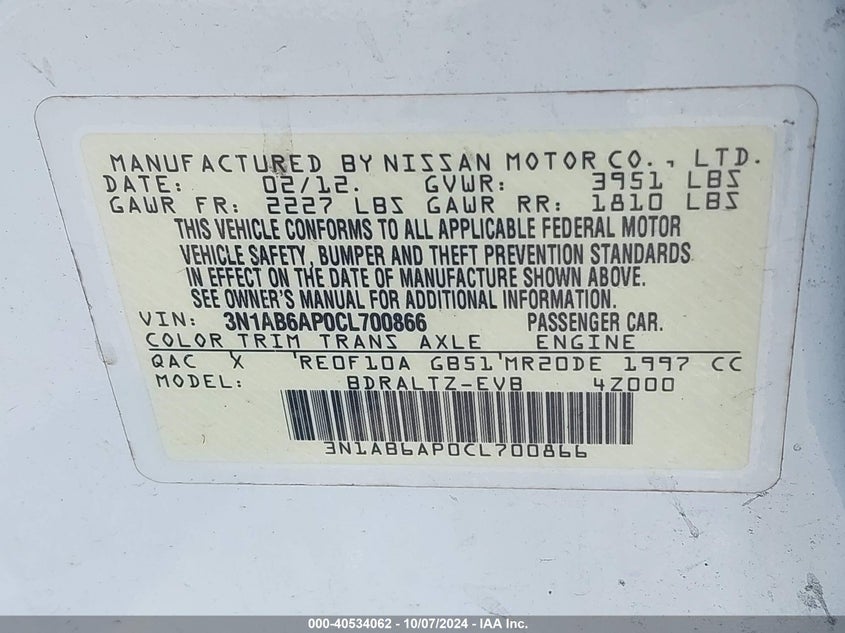 MANUFACTURED BY NISSAN MOTOR CO., LTD.
DATE: 02/12. GVWR: 3951 LBS
GAWR FR: 2227 LBS GAWR RR: 1810 LBS
THIS VEHICLE CONFORMS TO ALL APPLICABLE FEDERAL MOTOR
VEHICLE SAFETY, BUMPER AND THEFT PREVENTION STANDARDS
IN EFFECT ON THE DATE OF MANUFACTURE SHOWN ABOVE.
SEE OWNER'S MANUAL FOR ADDITIONAL INFORMATION.
VIN: 3N1AB6AP0CL700866 PASSENGER CAR.
COLOR TRIM TRANS AXLE ENGINE
QAC X 'RE0F10A GB51'MR20DE 1997 CC
MODEL: BDRALTZ-EVB 4Z000
3N1AB6AP0CL700866
000-40534062 - 10/07/2024 - IAA Inc.